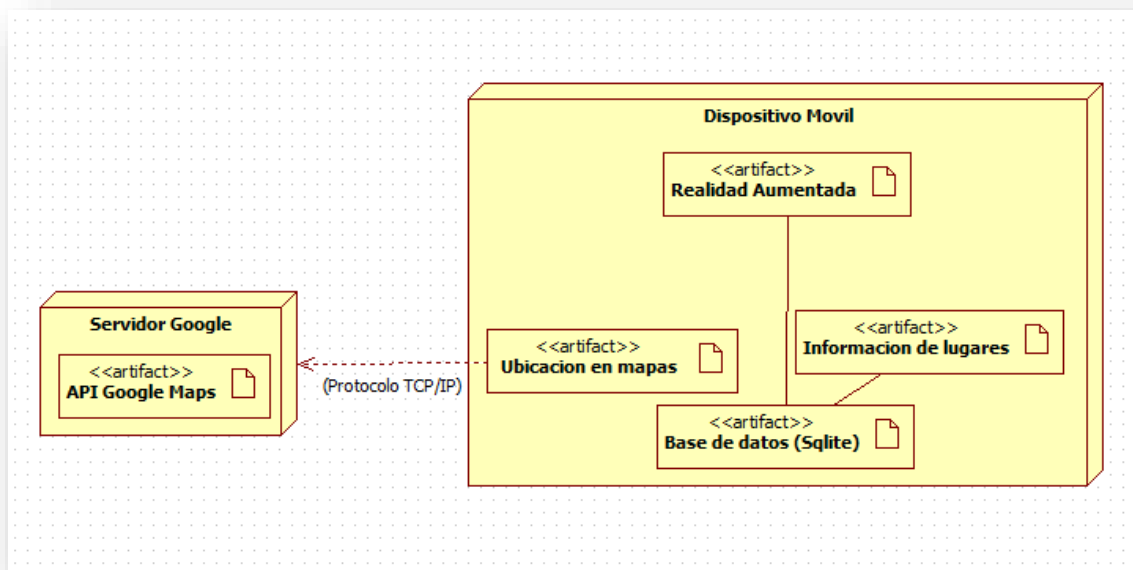 Dispositivo Movil
<<artifact>>
Realidad Aumentada
Servidor Google
<<artifact>>
API Google Maps
(Protocolo TCP/IP)
<<artifact>>
Ubicacion en mapas
<<artifact>>
Informacion de lugares
<<artifact>>
Base de datos (Sqlite)